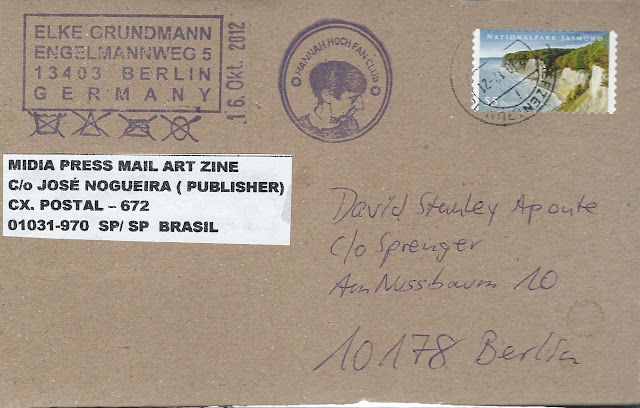 ELKE GRUNDMANN
ENGELMANNWEG 5
13403 BERLIN
GERMANY
16. Okt. 2012
HANNAH HOCH FAN CLUB
NATIONALPARK JASMUND
55
MIDIA PRESS MAIL ART ZINE
C/o JOSÉ NOGUEIRA ( PUBLISHER)
CX. POSTAL – 672
01031-970 SP/ SP BRASIL
David Stanley Aponte
c/o Sprenger
Am Nussbaum 10
10178 Berlin